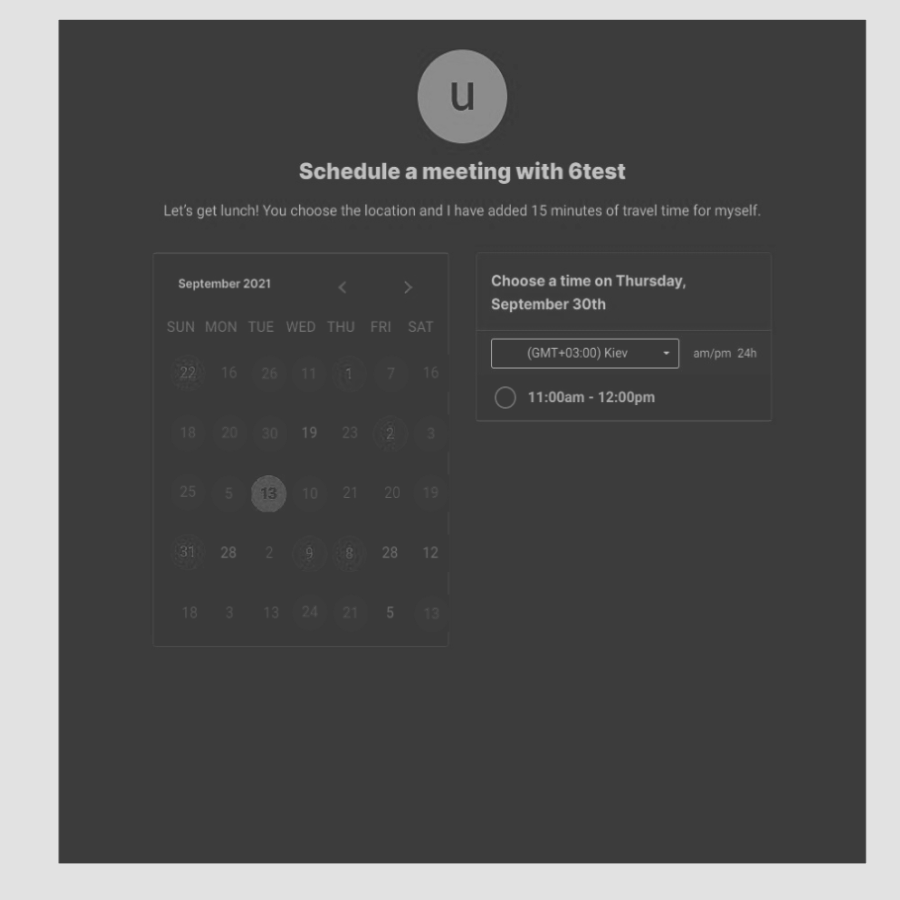 u
Schedule a meeting with 6test
Let's get lunch! You choose the location and I have added 15 minutes of travel time for myself.
September 2021
SUN MON TUE WED THU FRI SAT
22 16 26 11 1 7 16
18 20 30 19 23 2 3
25 5 13 10 21 20 19
31 28 2 9 8 28 12
18 3 13 24 21 5 13
Choose a time on Thursday,
September 30th
(GMT+03:00) Kiev am/pm 24h
11:00am - 12:00pm